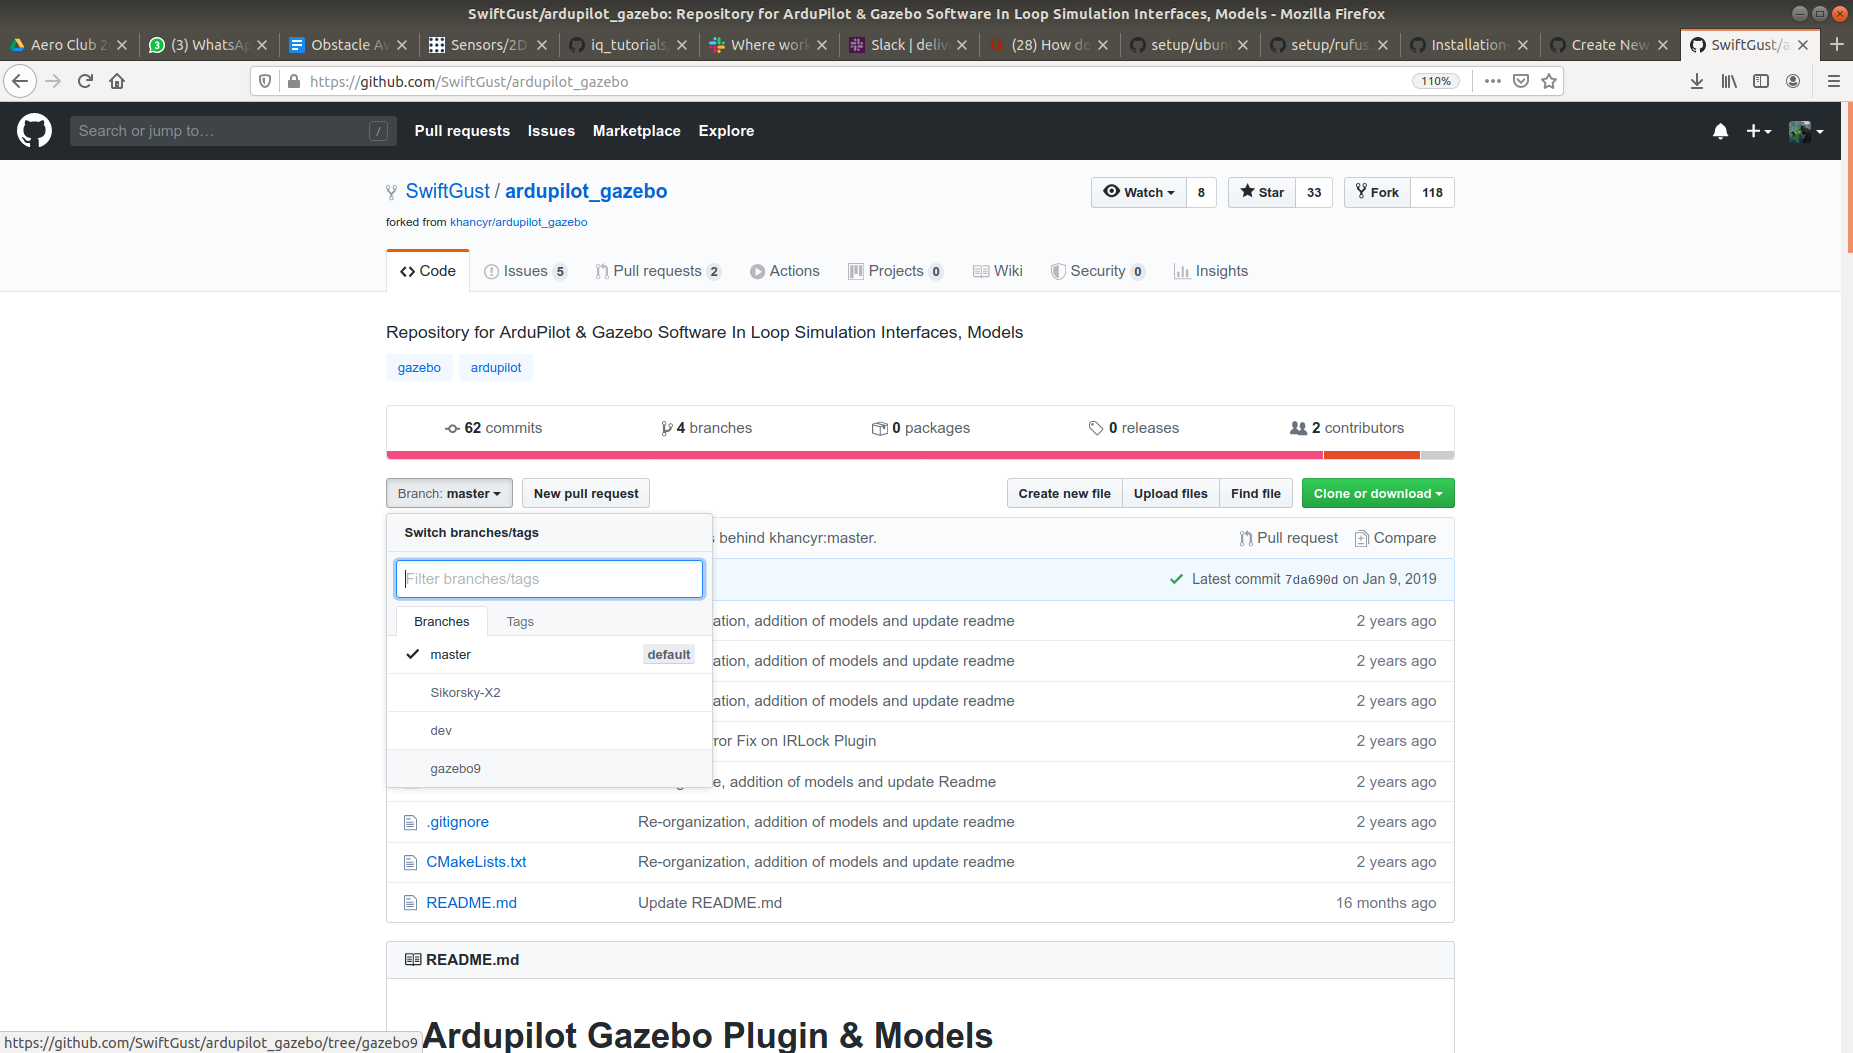 SwiftGust/ardupilot_gazebo: Repository for ArduPilot & Gazebo Software In Loop Simulation Interfaces, Models - Mozilla Firefox
Aero Club 2 (3) WhatsAp Obstacle Av Sensors/2D iq_tutorials Where work Slack | deliv (28) How do setup/ubun setup/rufus Installation- Create New SwiftGust/a
https://github.com/SwiftGust/ardupilot_gazebo 110%
Search or jump to… / Pull requests Issues Marketplace Explore
SwiftGust / ardupilot_gazebo Watch 8 Star 33 Fork 118
forked from khancyr/ardupilot_gazebo
Code Issues 5 Pull requests 2 Actions Projects 0 Wiki Security 0 Insights
Repository for ArduPilot & Gazebo Software In Loop Simulation Interfaces, Models
gazebo ardupilot
62 commits 4 branches 0 packages 0 releases 2 contributors
Branch: master New pull request Create new file Upload files Find file Clone or download
Switch branches/tags
behind khancyr:master. Pull request Compare
Filter branches/tags
Latest commit 7da690d on Jan 9, 2019
Branches Tags
ation, addition of models and update readme 2 years ago
master default
ation, addition of models and update readme 2 years ago
Sikorsky-X2
ation, addition of models and update readme 2 years ago
dev
ror Fix on IRLock Plugin 2 years ago
gazebo9
e, addition of models and update Readme 2 years ago
.gitignore Re-organization, addition of models and update readme 2 years ago
CMakeLists.txt Re-organization, addition of models and update readme 2 years ago
README.md Update README.md 16 months ago
README.md
Ardupilot Gazebo Plugin & Models
https://github.com/SwiftGust/ardupilot_gazebo/tree/gazebo9